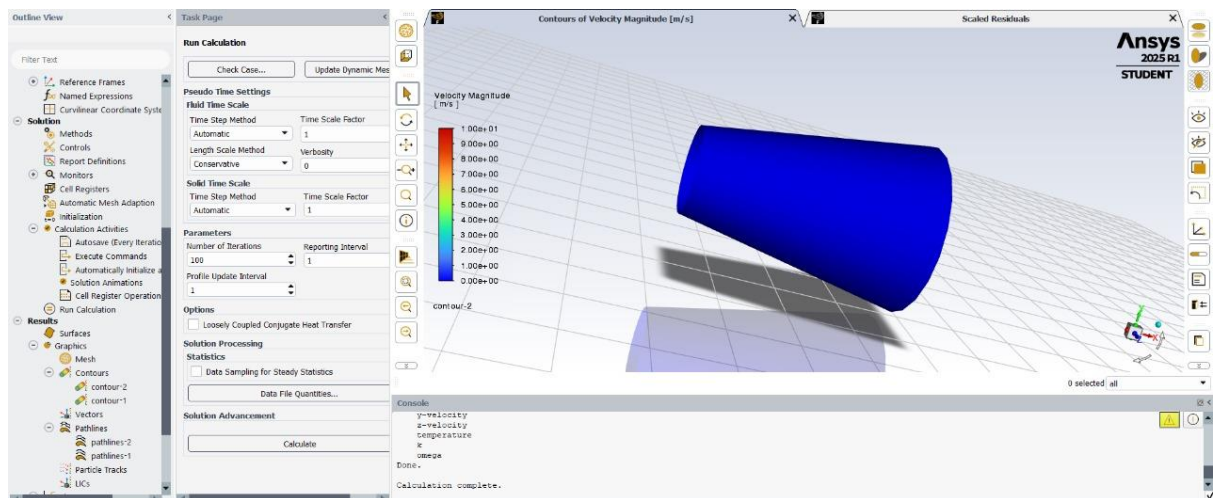 Outline View <
Filter Text
Reference Frames
Named Expressions
Curvilinear Coordinate Syste
Solution
Methods
Controls
Report Definitions
Monitors
Cell Registers
Automatic Mesh Adaption
Initialization
Calculation Activities
Autosave (Every Iteratio
Execute Commands
Automatically Initialize a
Solution Animations
Cell Register Operation
Run Calculation
Results
Surfaces
Graphics
Mesh
Contours
contour-2
contour-1
Vectors
Pathlines
pathlines-2
pathlines-1
Particle Tracks
LICs
Task Page <
Run Calculation
Check Case... Update Dynamic Mes
Pseudo Time Settings
Fluid Time Scale
Time Step Method Time Scale Factor
Automatic 1
Length Scale Method Verbosity
Conservative 0
Solid Time Scale
Time Step Method Time Scale Factor
Automatic 1
Parameters
Number of Iterations Reporting Interval
100 1
Profile Update Interval
1
Options
Loosely Coupled Conjugate Heat Transfer
Solution Processing
Statistics
Data Sampling for Steady Statistics
Data File Quantities...
Solution Advancement
Calculate
Contours of Velocity Magnitude [m/s] X Scaled Residuals X
Ansys
2025 R1
STUDENT
Velocity Magnitude
[ m/s ]
1.00e+01
9.00e+00
8.00e+00
7.00e+00
6.00e+00
5.00e+00
4.00e+00
3.00e+00
2.00e+00
1.00e+00
0.00e+00
contour-2
Y
X
0 selected all
Console
y-velocity
z-velocity
temperature
k
omega
Done.
Calculation complete.